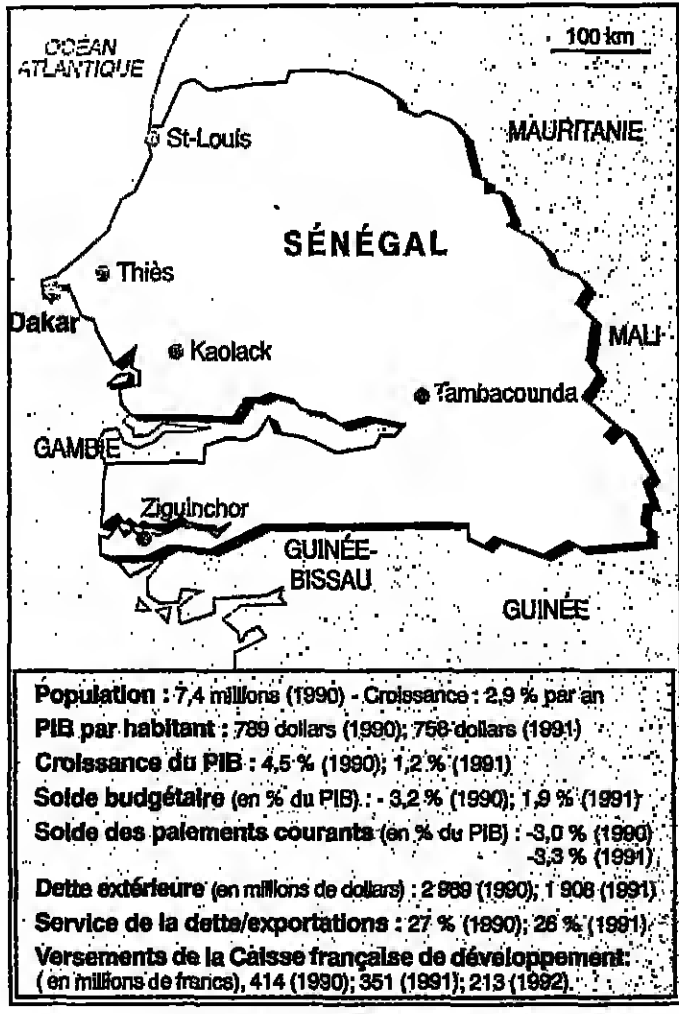 OCÉAN
ATLANTIQUE
100 km
MAURITANIE
St-Louis
SÉNÉGAL
Thiès
Dakar
MALI
Kaolack
Tambacounda
GAMBIE
Ziguinchor
GUINÉE-
BISSAU
GUINÉE
Population : 7,4 millions (1990) - Croissance : 2,9 % par an
PIB par habitant : 789 dollars (1990); 758 dollars (1991)
Croissance du PIB : 4,5 % (1990); 1,2 % (1991)
Solde budgétaire (en % du PIB) : - 3,2 % (1990); 1,9 % (1991)
Solde des paiements courants (en % du PIB) : -3,0 % (1990)
-3,3 % (1991)
Dette extérieure (en millions de dollars) : 2 989 (1990); 1 908 (1991)
Service de la dette/exportations : 27 % (1990); 26 % (1991)
Versements de la Caisse française de développement:
(en millions de francs), 414 (1990); 351 (1991); 213 (1992).